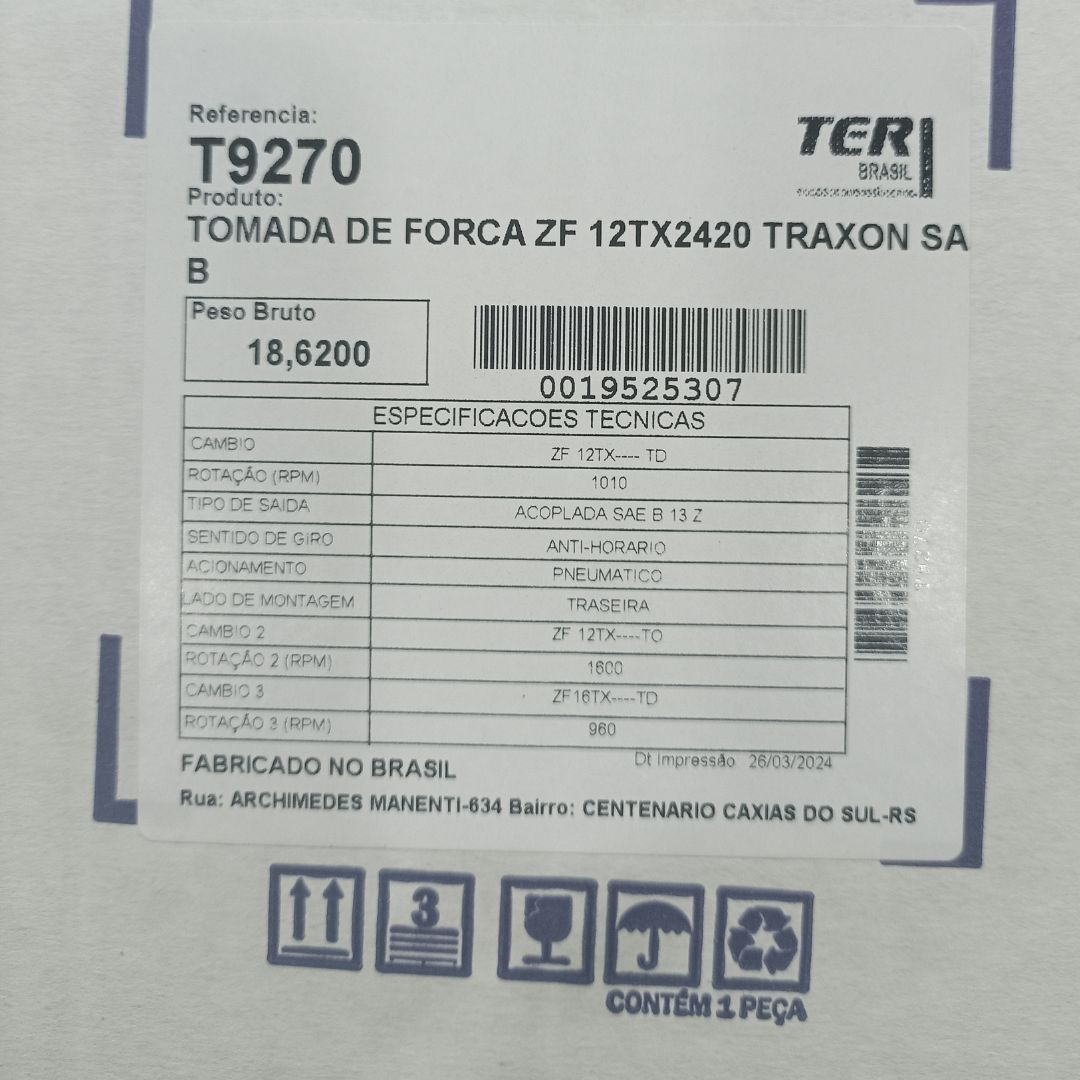 Referencia:
T9270
TER
BRASIL
Produto:
TOMADA DE FORCA ZF 12TX2420 TRAXON SA
B
Peso Bruto
18,6200
0019525307
ESPECIFICACOES TECNICAS
CAMBIO ZF 12TX---- TD
ROTAÇÃO (RPM) 1010
TIPO DE SAIDA ACOPLADA SAE B 13 Z
SENTIDO DE GIRO ANTI-HORARIO
ACIONAMENTO PNEUMATICO
LADO DE MONTAGEM TRASEIRA
CAMBIO 2 ZF 12TX----TO
ROTAÇÃO 2 (RPM) 1600
CAMBIO 3 ZF16TX----TD
ROTAÇÃO 3 (RPM) 960
FABRICADO NO BRASIL
Dt Impressão 26/03/2024
Rua: ARCHIMEDES MANENTI-634 Bairro: CENTENARIO CAXIAS DO SUL-RS
3
CONTÉM 1 PEÇA